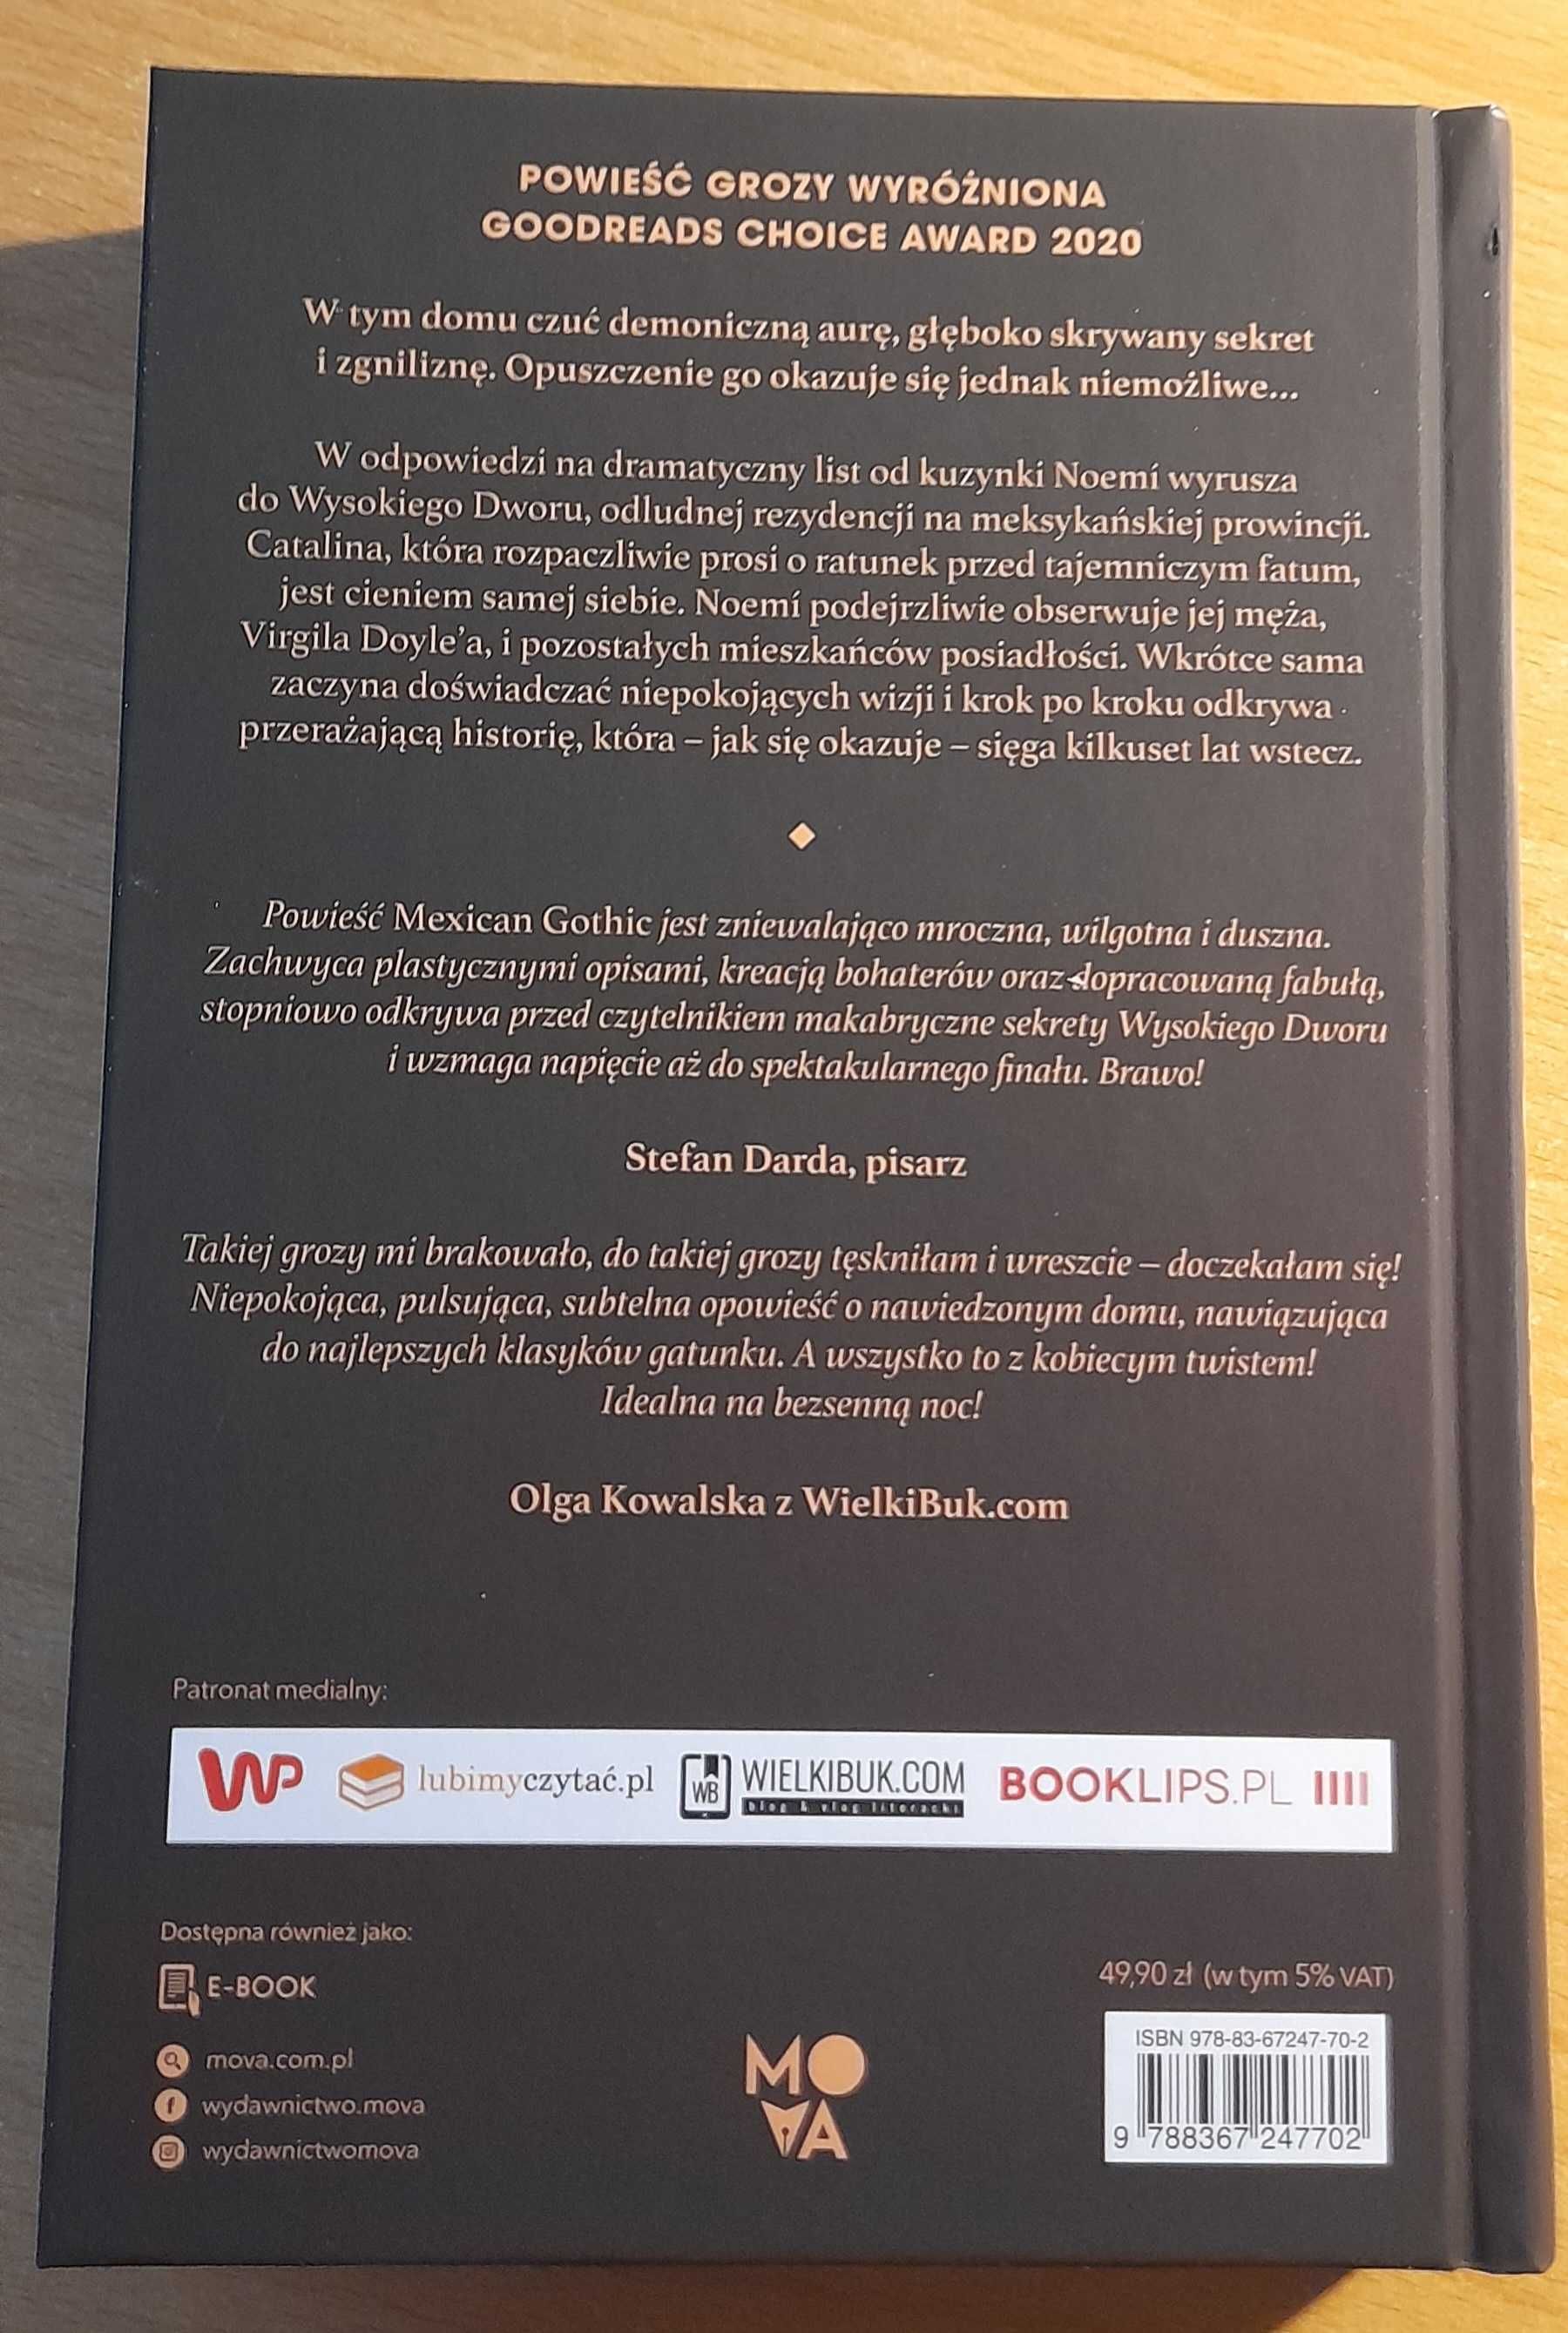 POWIEŚĆ GROZY WYRÓŻNIONA
GOODREADS CHOICE AWARD 2020
W tym domu czuć demoniczną aurę, głęboko skrywany sekret
i zgniliznę. Opuszczenie go okazuje się jednak niemożliwe...
W odpowiedzi na dramatyczny list od kuzynki Noemí wyrusza
do Wysokiego Dworu, odludnej rezydencji na meksykańskiej prowincji.
Catalina, która rozpaczliwie prosi o ratunek przed tajemniczym fatum,
jest cieniem samej siebie. Noemí podejrzliwie obserwuje jej męża,
Virgila Doyle’a, i pozostałych mieszkańców posiadłości. Wkrótce sama
zaczyna doświadczać niepokojących wizji i krok po kroku odkrywa
przerażającą historię, która – jak się okazuje – sięga kilkuset lat wstecz.
Powieść Mexican Gothic jest zniewalająco mroczna, wilgotna i duszna.
Zachwyca plastycznymi opisami, kreacją bohaterów oraz dopracowaną fabułą,
stopniowo odkrywa przed czytelnikiem makabryczne sekrety Wysokiego Dworu
i wzmaga napięcie aż do spektakularnego finału. Brawo!
Stefan Darda, pisarz
Takiej grozy mi brakowało, do takiej grozy tęskniłam i wreszcie – doczekałam się!
Niepokojąca, pulsująca, subtelna opowieść o nawiedzonym domu, nawiązująca
do najlepszych klasyków gatunku. A wszystko to z kobiecym twistem!
Idealna na bezsenną noc!
Olga Kowalska z WielkiBuk.com
Patronat medialny:
WP lubimyczytać.pl WB WIELKIBUK.COM BOOKLIPS.PL
blog & vlog literacki
Dostępna również jako:
E-BOOK
49,90 zł (w tym 5% VAT)
ISBN 978-83-67247-70-2
mova.com.pl
wydawnictwo.mova
wydawnictwomova
MO
VA
9 788367 247702